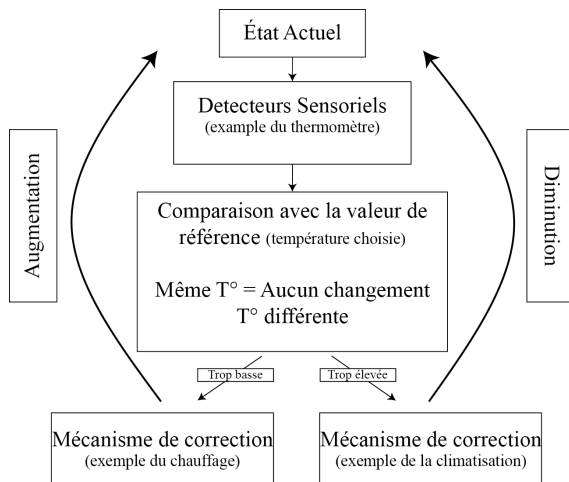 État Actuel
Detecteurs Sensoriels
(example du thermomètre)
Augmentation
Diminution
Comparaison avec la valeur de
référence (température choisie)
Même T° = Aucun changement
T° différente
Trop basse
Trop élevée
Mécanisme de correction
(exemple du chauffage)
Mécanisme de correction
(exemple de la climatisation)